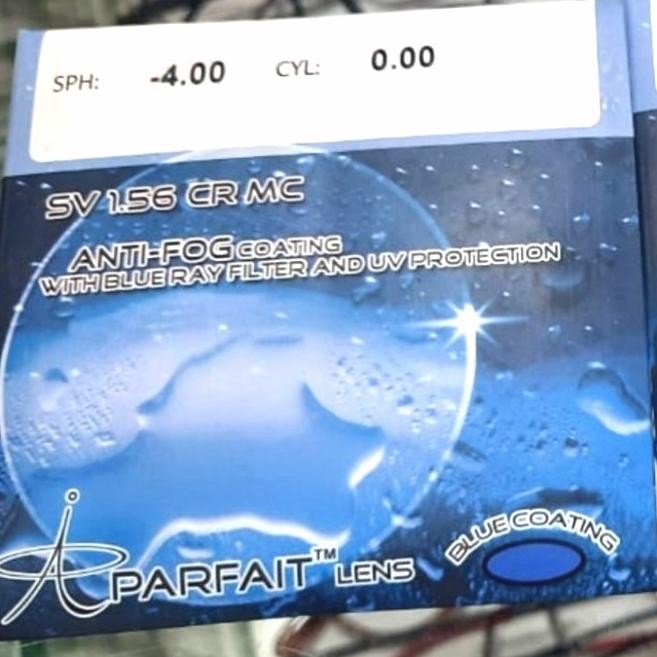 SPH: -4.00 CYL: 0.00
SV 1.56 CR MC
ANTI-FOG COATING
WITH BLUE RAY FILTER AND UV PROTECTION
BLUE COATING
PARFAIT™ LENS